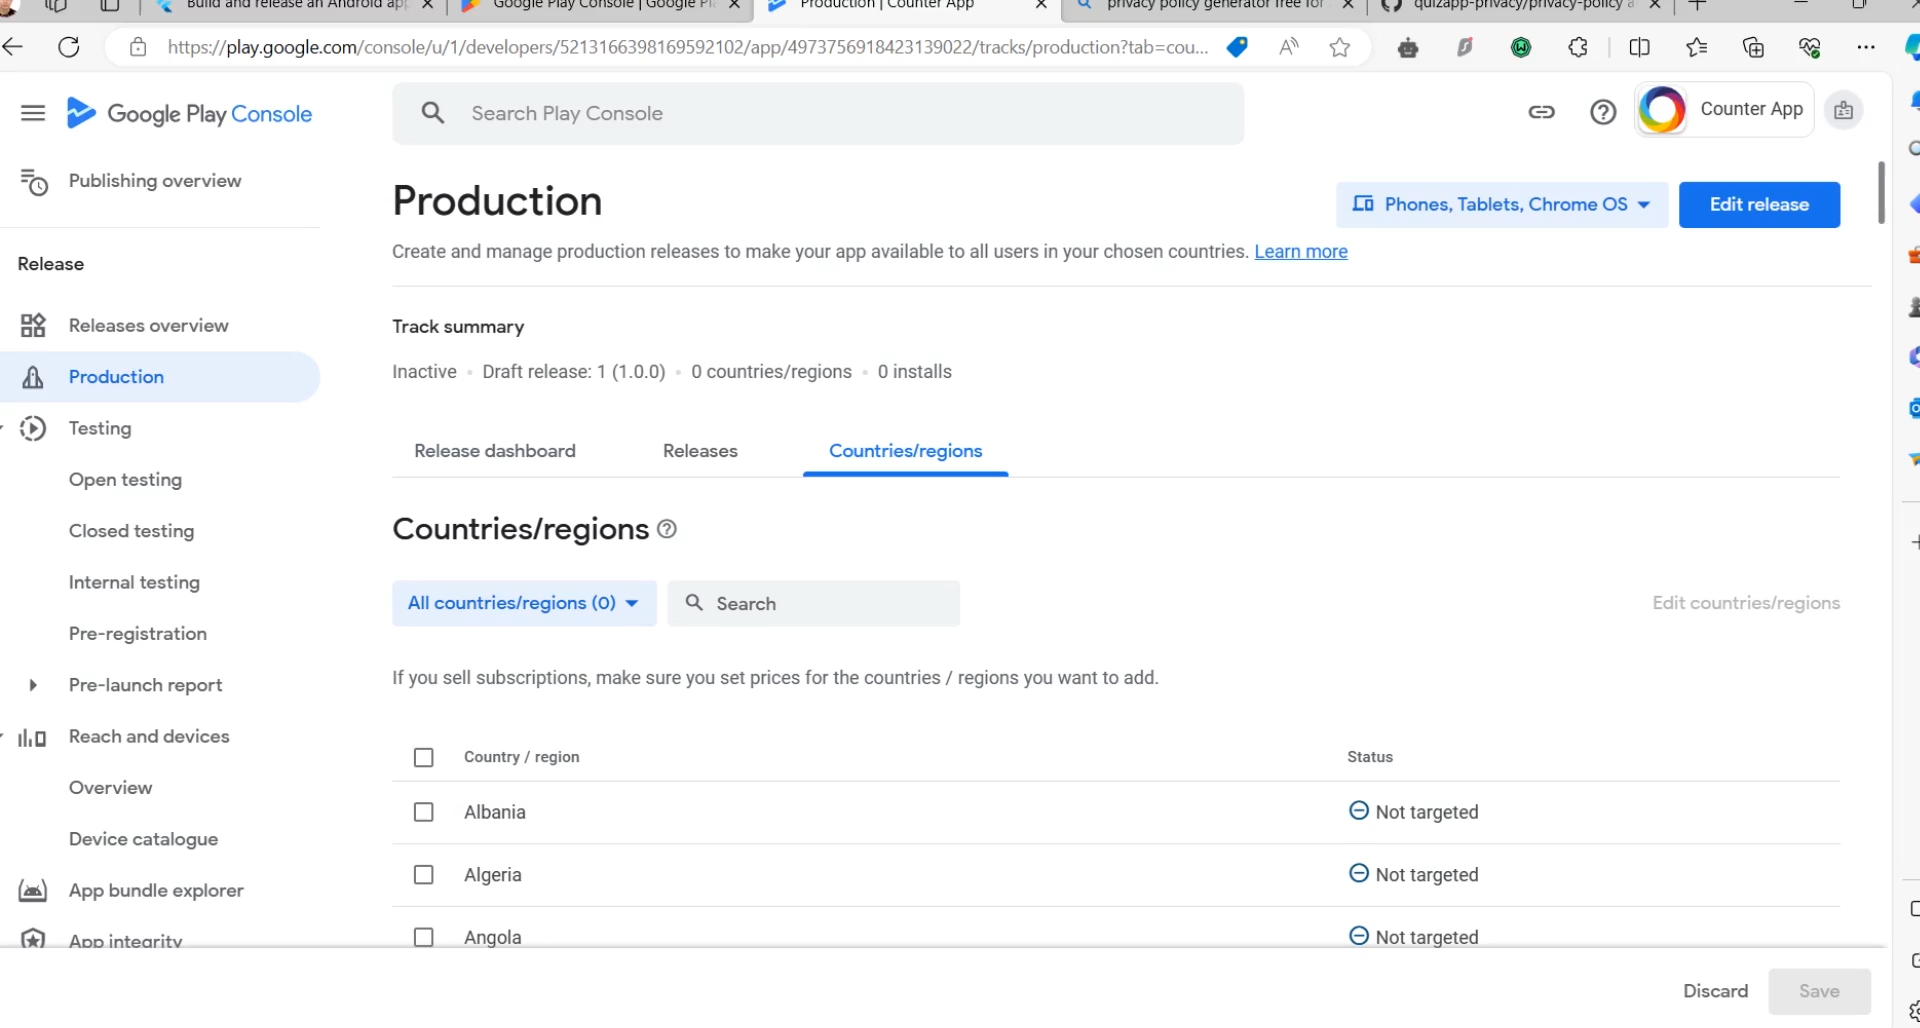 Build and release an Android app
Google Play Console | Google Pl
Production | Counter App
privacy policy generator free for
quizapp-privacy/privacy-policy a
https://play.google.com/console/u/1/developers/5213166398169592102/app/4973756918423139022/tracks/production?tab=cou...
Google Play Console
Search Play Console
Counter App
Publishing overview
Release
Releases overview
Production
Testing
Open testing
Closed testing
Internal testing
Pre-registration
Pre-launch report
Reach and devices
Overview
Device catalogue
App bundle explorer
App integrity
Production
Phones, Tablets, Chrome OS
Edit release
Create and manage production releases to make your app available to all users in your chosen countries. Learn more
Track summary
Inactive • Draft release: 1 (1.0.0) • 0 countries/regions • 0 installs
Release dashboard
Releases
Countries/regions
Countries/regions
All countries/regions (0)
Search
Edit countries/regions
If you sell subscriptions, make sure you set prices for the countries / regions you want to add.
Country / region
Status
Albania
Not targeted
Algeria
Not targeted
Angola
Not targeted
Discard
Save